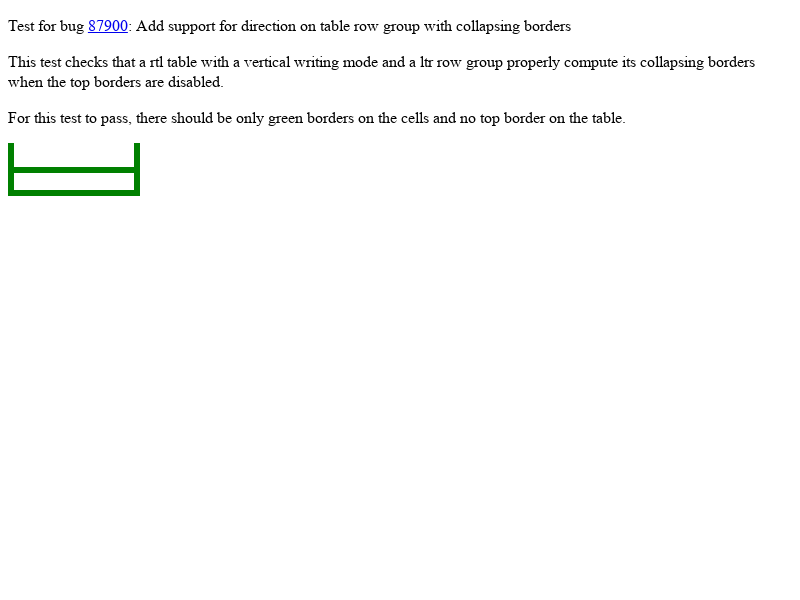 Test for bug 87900: Add support for direction on table row group with collapsing borders
This test checks that a rtl table with a vertical writing mode and a ltr row group properly compute its collapsing borders
when the top borders are disabled.
For this test to pass, there should be only green borders on the cells and no top border on the table.